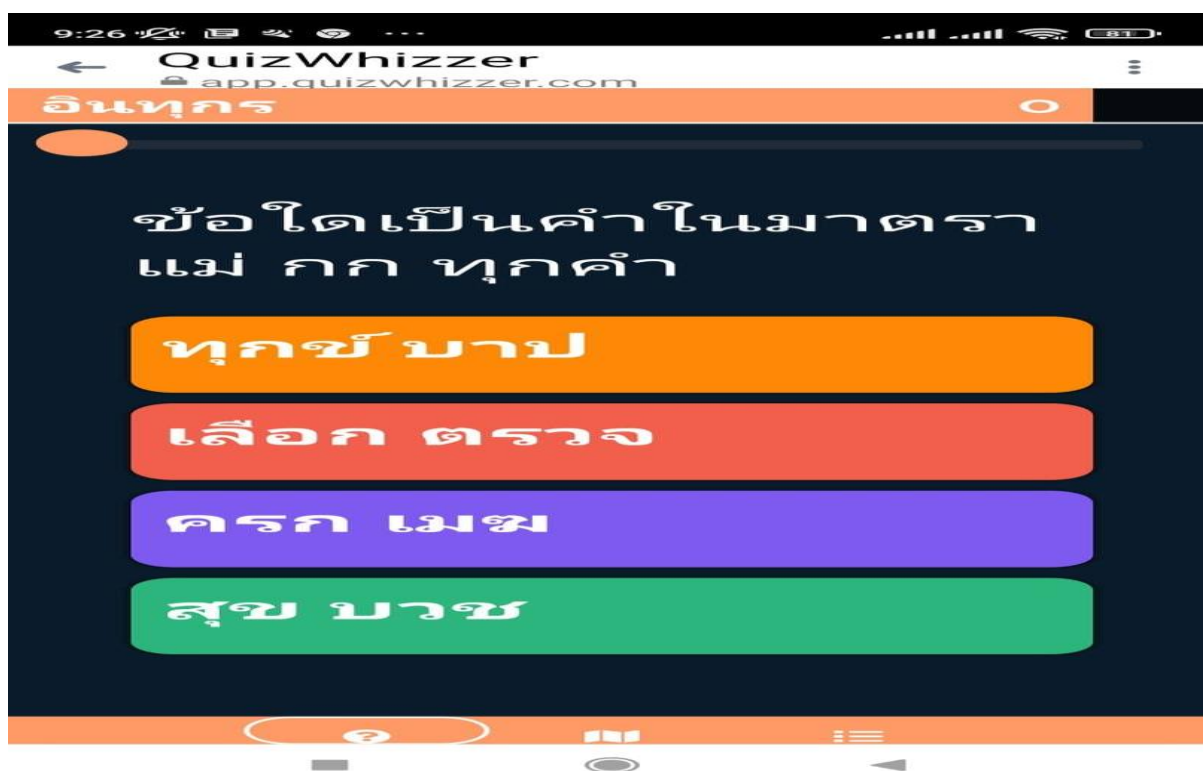 9:26 ... 81
QuizWhizzer
app.quizwhizzer.com
อินทุกร 0
ข้อใดเป็นคำในมาตรา
แม่ กก ทุกคำ
ทุกข์ บาป
เลือก ตรวจ
ครก เมฆ
สุข บวช